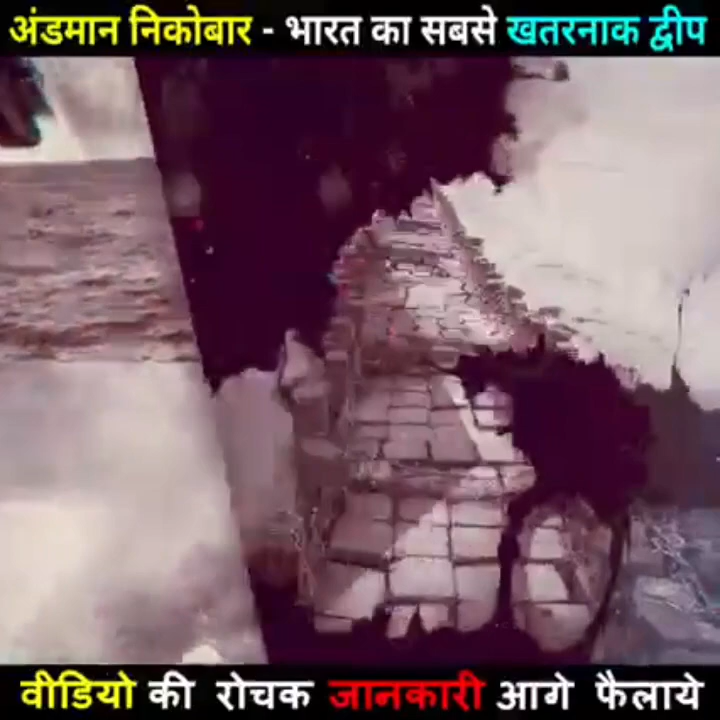 अंडमान निकोबार - भारत का सबसे खतरनाक द्वीप
वीडियो की रोचक जानकारी आगे फैलाये